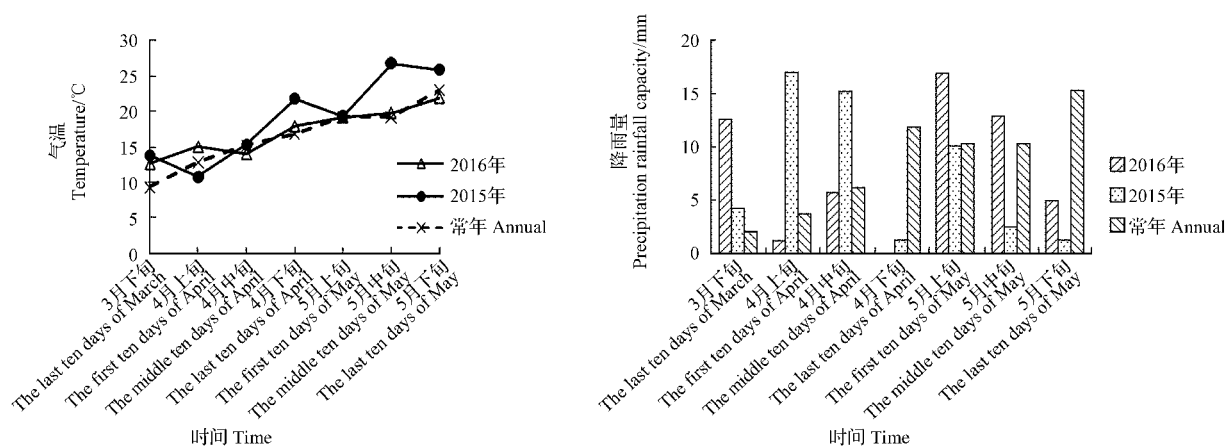 30
25
20
15
10
5
0
气温
Temperature/℃
2016年
2015年
常年 Annual
3月下旬
The last ten days of March
4月上旬
The first ten days of April
4月中旬
The middle ten days of April
4月下旬
The last ten days of April
5月上旬
The first ten days of May
5月中旬
The middle ten days of May
5月下旬
The last ten days of May
时间 Time
20
15
10
5
0
降雨量
Precipitation rainfall capacity/mm
2016年
2015年
常年 Annual
3月下旬
The last ten days of March
4月上旬
The first ten days of April
4月中旬
The middle ten days of April
4月下旬
The last ten days of April
5月上旬
The first ten days of May
5月中旬
The middle ten days of May
5月下旬
The last ten days of May
时间 Time